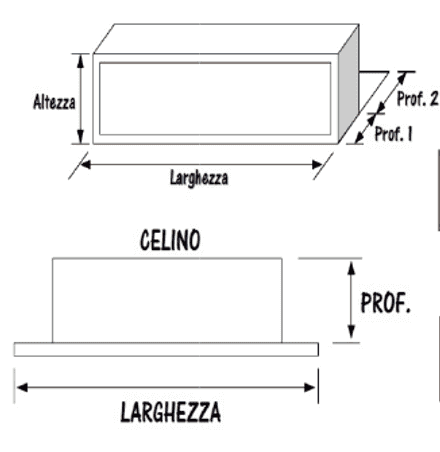 Altezza
Prof. 2
Prof. 1
Larghezza
CELINO
PROF.
LARGHEZZA